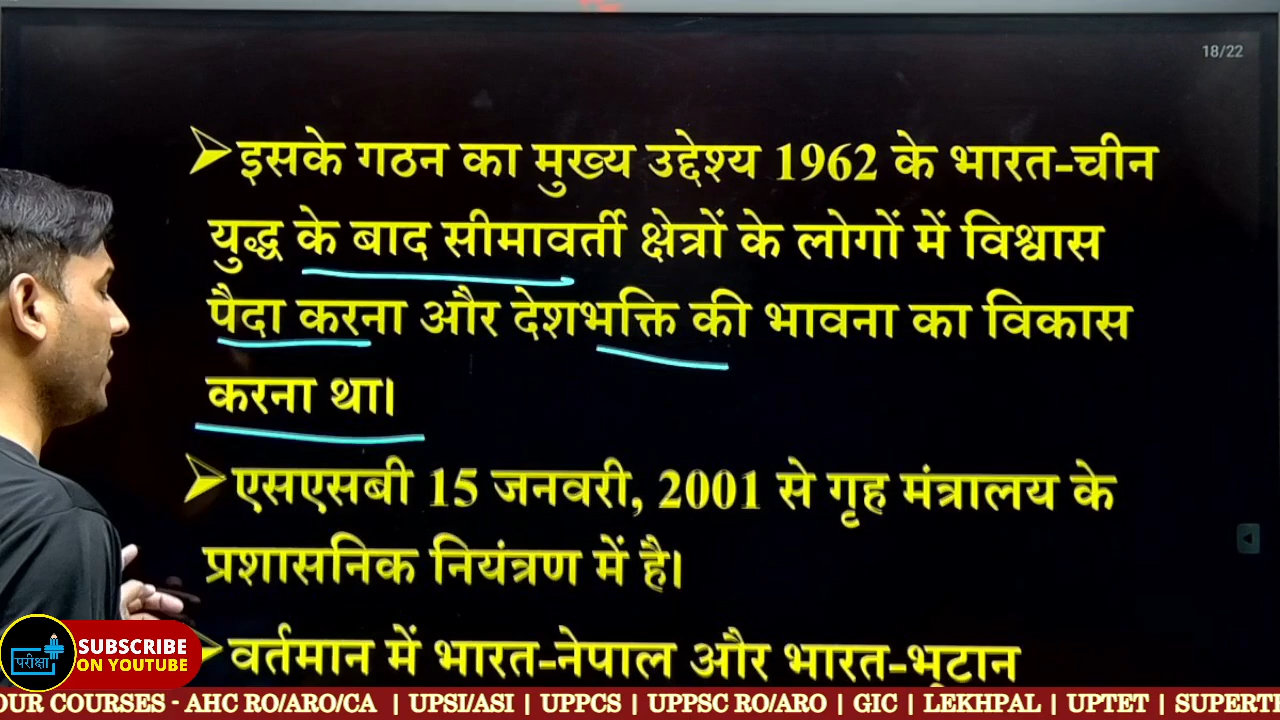 18/22
➢इसके गठन का मुख्य उद्देश्य 1962 के भारत-चीन
युद्ध के बाद सीमावर्ती क्षेत्रों के लोगों में विश्वास
पैदा करना और देशभक्ति की भावना का विकास
करना था।
➢एसएसबी 15 जनवरी, 2001 से गृह मंत्रालय के
प्रशासनिक नियंत्रण में है।
➢वर्तमान में भारत-नेपाल और भारत-भूटान
परीक्षा
SUBSCRIBE
ON YOUTUBE
OUR COURSES - AHC RO/ARO/CA | UPSI/ASI | UPPCS | UPPSC RO/ARO | GIC | LEKHPAL | UPTET |